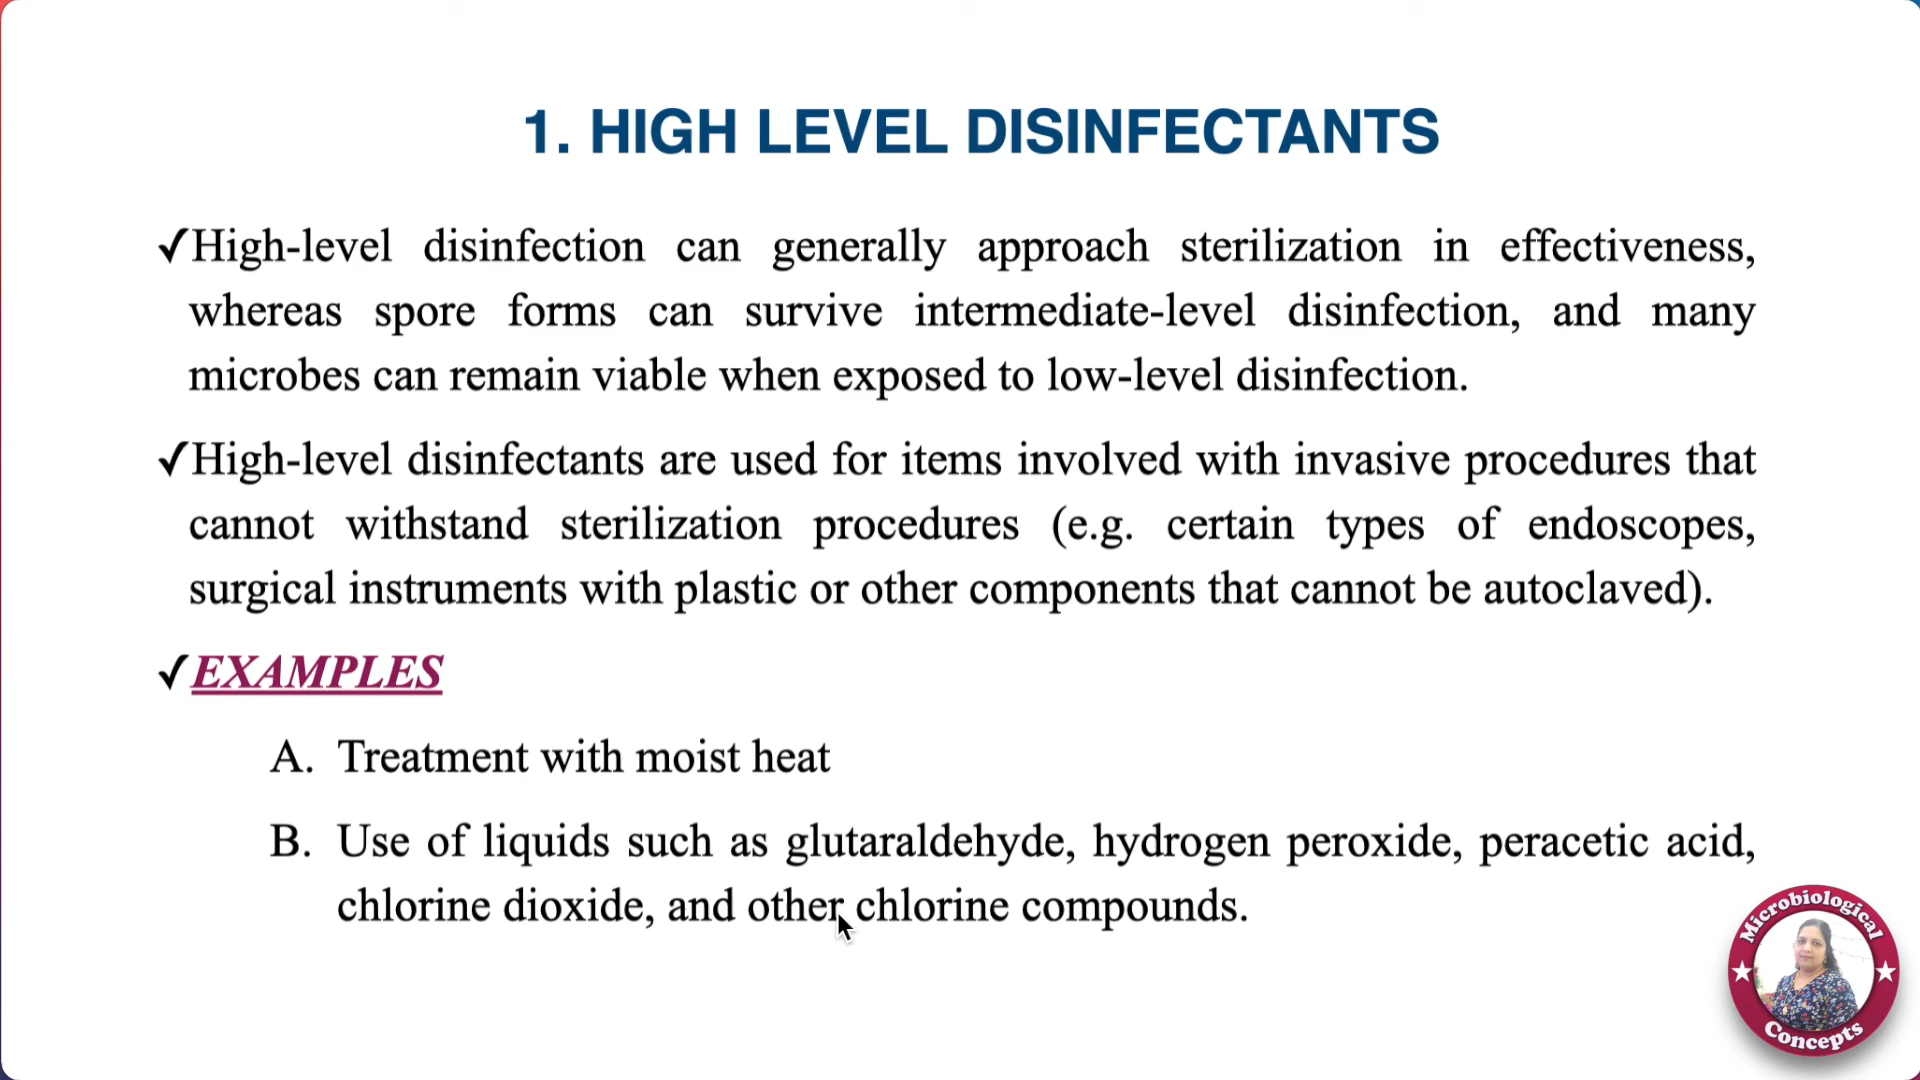 1. HIGH LEVEL DISINFECTANTS
✓High-level disinfection can generally approach sterilization in effectiveness,
whereas spore forms can survive intermediate-level disinfection, and many
microbes can remain viable when exposed to low-level disinfection.
✓High-level disinfectants are used for items involved with invasive procedures that
cannot withstand sterilization procedures (e.g. certain types of endoscopes,
surgical instruments with plastic or other components that cannot be autoclaved).
✓EXAMPLES
A. Treatment with moist heat
B. Use of liquids such as glutaraldehyde, hydrogen peroxide, peracetic acid,
chlorine dioxide, and other chlorine compounds.
Microbiological
Concepts